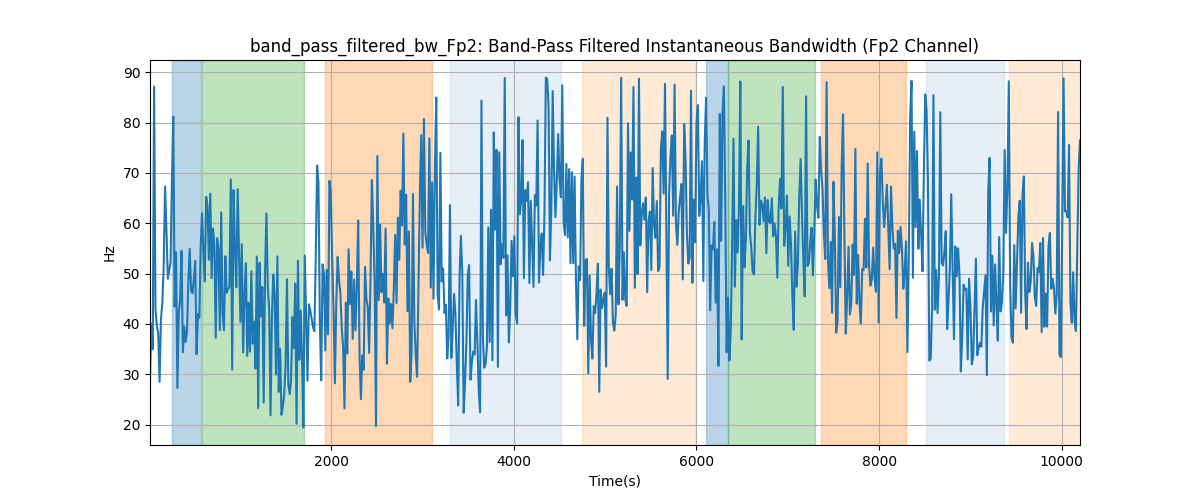 band_pass_filtered_bw_Fp2: Band-Pass Filtered Instantaneous Bandwidth (Fp2 Channel)
90
80
70
60
50
40
30
20
Hz
2000 4000 6000 8000 10000
Time(s)